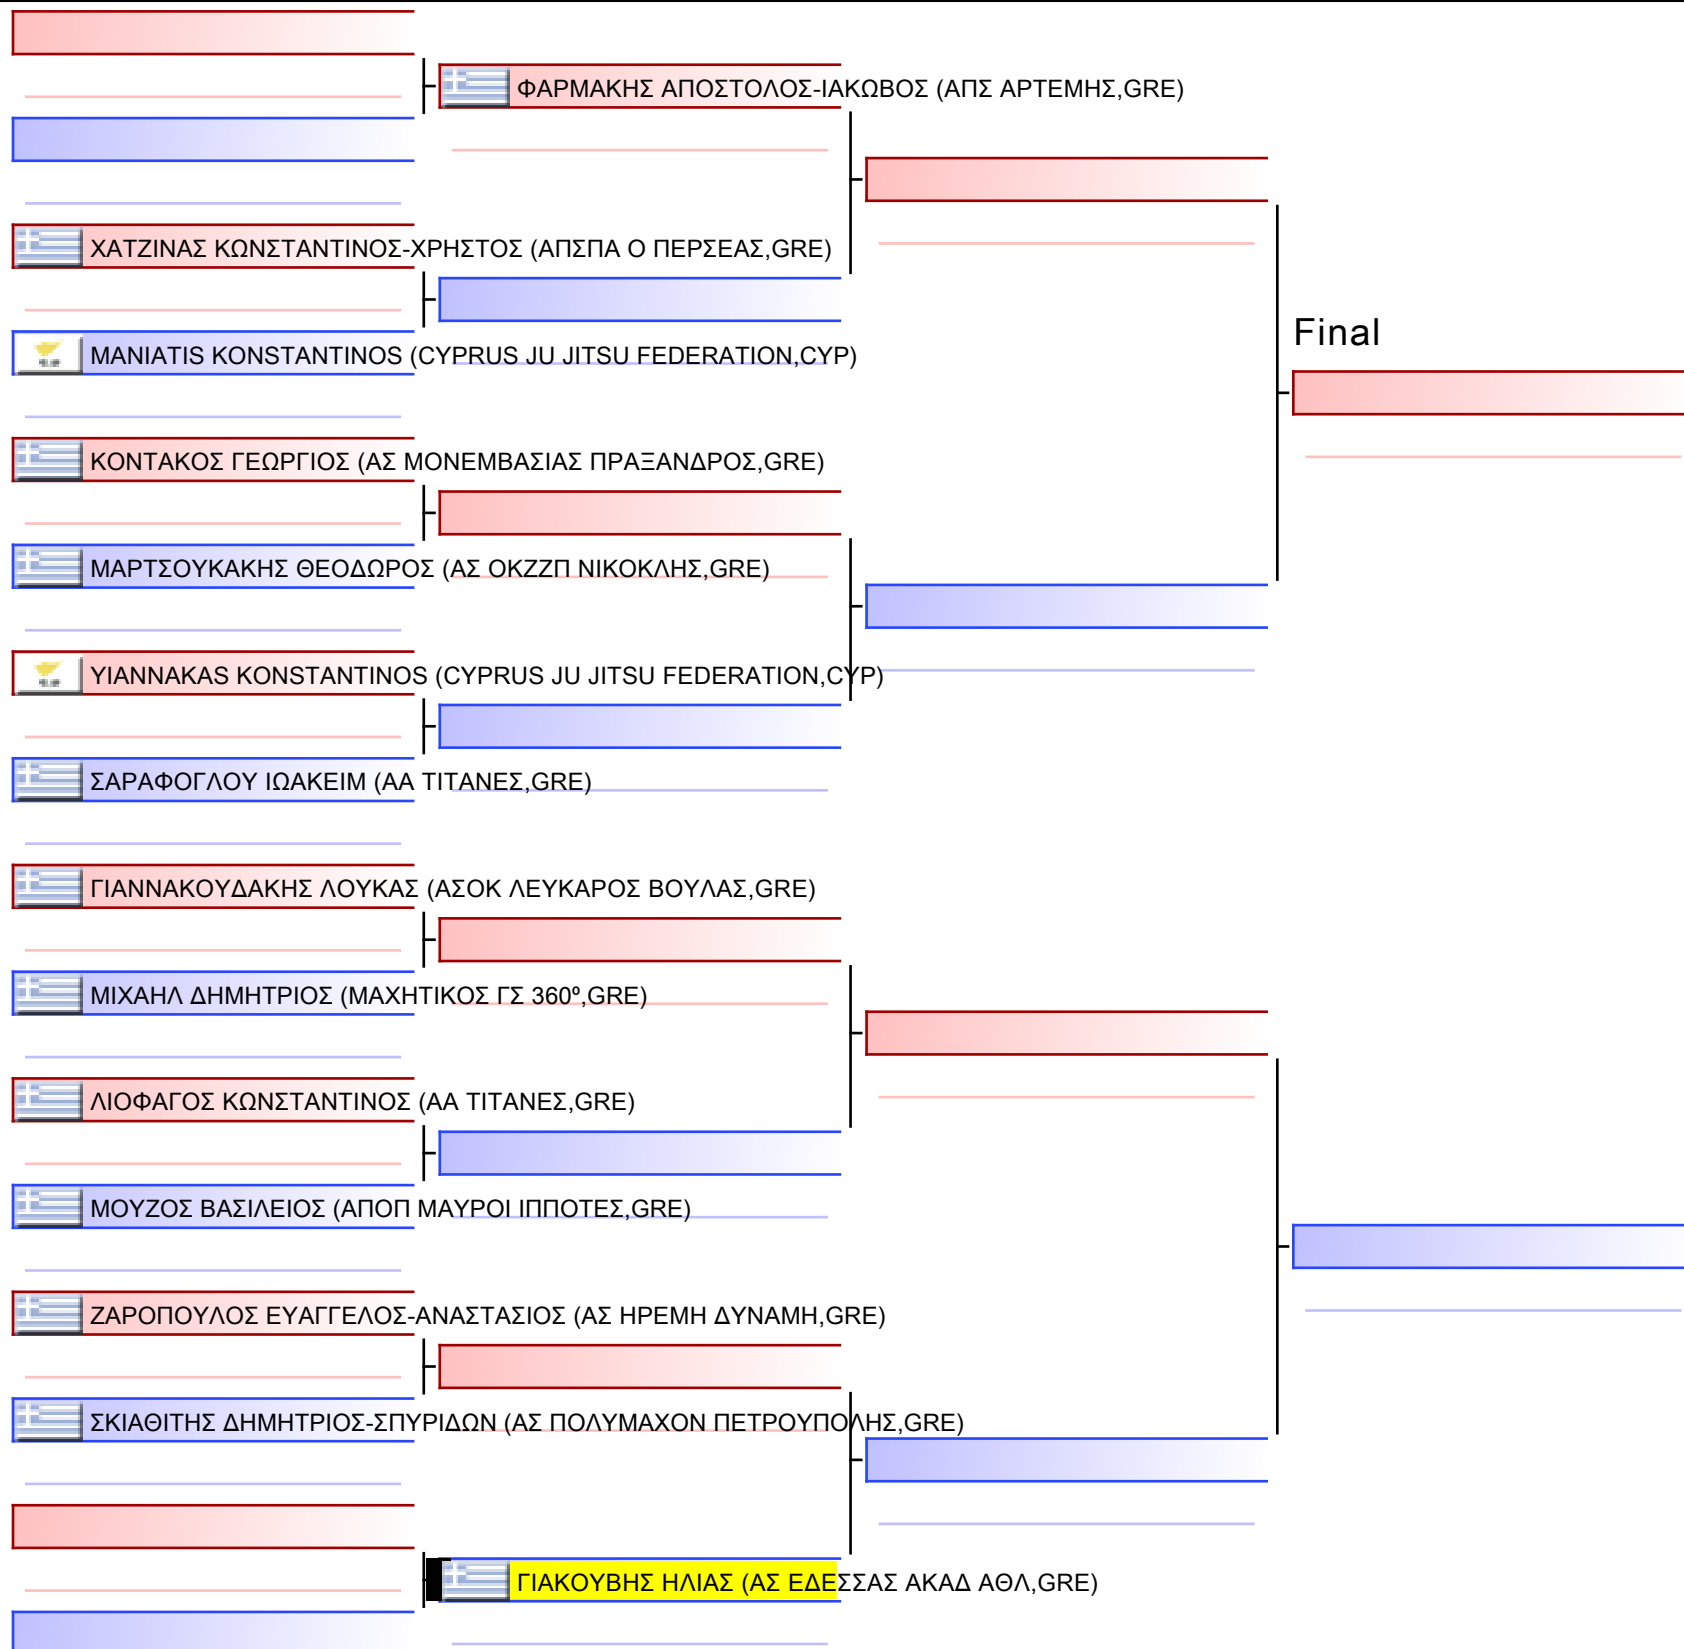 ΦΑΡΜΑΚΗΣ ΑΠΟΣΤΟΛΟΣ-ΙΑΚΩΒΟΣ (ΑΠΣ ΑΡΤΕΜΗΣ,GRE)
ΧΑΤΖΙΝΑΣ ΚΩΝΣΤΑΝΤΙΝΟΣ-ΧΡΗΣΤΟΣ (ΑΠΣΠΑ Ο ΠΕΡΣΕΑΣ,GRE)
Final
MANIATIS KONSTANTINOS (CYPRUS JU JITSU FEDERATION,CYP)
ΚΟΝΤΑΚΟΣ ΓΕΩΡΓΙΟΣ (ΑΣ ΜΟΝΕΜΒΑΣΙΑΣ ΠΡΑΞΑΝΔΡΟΣ,GRE)
ΜΑΡΤΣΟΥΚΑΚΗΣ ΘΕΟΔΩΡΟΣ (ΑΣ ΟΚΖΖΠ ΝΙΚΟΚΛΗΣ,GRE)
YIANNAKAS KONSTANTINOS (CYPRUS JU JITSU FEDERATION,CYP)
ΣΑΡΑΦΟΓΛΟΥ ΙΩΑΚΕΙΜ (ΑΑ ΤΙΤΑΝΕΣ,GRE)
ΓΙΑΝΝΑΚΟΥΔΑΚΗΣ ΛΟΥΚΑΣ (ΑΣΟΚ ΛΕΥΚΑΡΟΣ ΒΟΥΛΑΣ,GRE)
ΜΙΧΑΗΛ ΔΗΜΗΤΡΙΟΣ (ΜΑΧΗΤΙΚΟΣ ΓΣ 360º,GRE)
ΛΙΟΦΑΓΟΣ ΚΩΝΣΤΑΝΤΙΝΟΣ (ΑΑ ΤΙΤΑΝΕΣ,GRE)
ΜΟΥΖΟΣ ΒΑΣΙΛΕΙΟΣ (ΑΠΟΠ ΜΑΥΡΟΙ ΙΠΠΟΤΕΣ,GRE)
ΖΑΡΟΠΟΥΛΟΣ ΕΥΑΓΓΕΛΟΣ-ΑΝΑΣΤΑΣΙΟΣ (ΑΣ ΗΡΕΜΗ ΔΥΝΑΜΗ,GRE)
ΣΚΙΑΘΙΤΗΣ ΔΗΜΗΤΡΙΟΣ-ΣΠΥΡΙΔΩΝ (ΑΣ ΠΟΛΥΜΑΧΟΝ ΠΕΤΡΟΥΠΟΛΗΣ,GRE)
ΓΙΑΚΟΥΒΗΣ ΗΛΙΑΣ (ΑΣ ΕΔΕΣΣΑΣ ΑΚΑΔ ΑΘΛ,GRE)